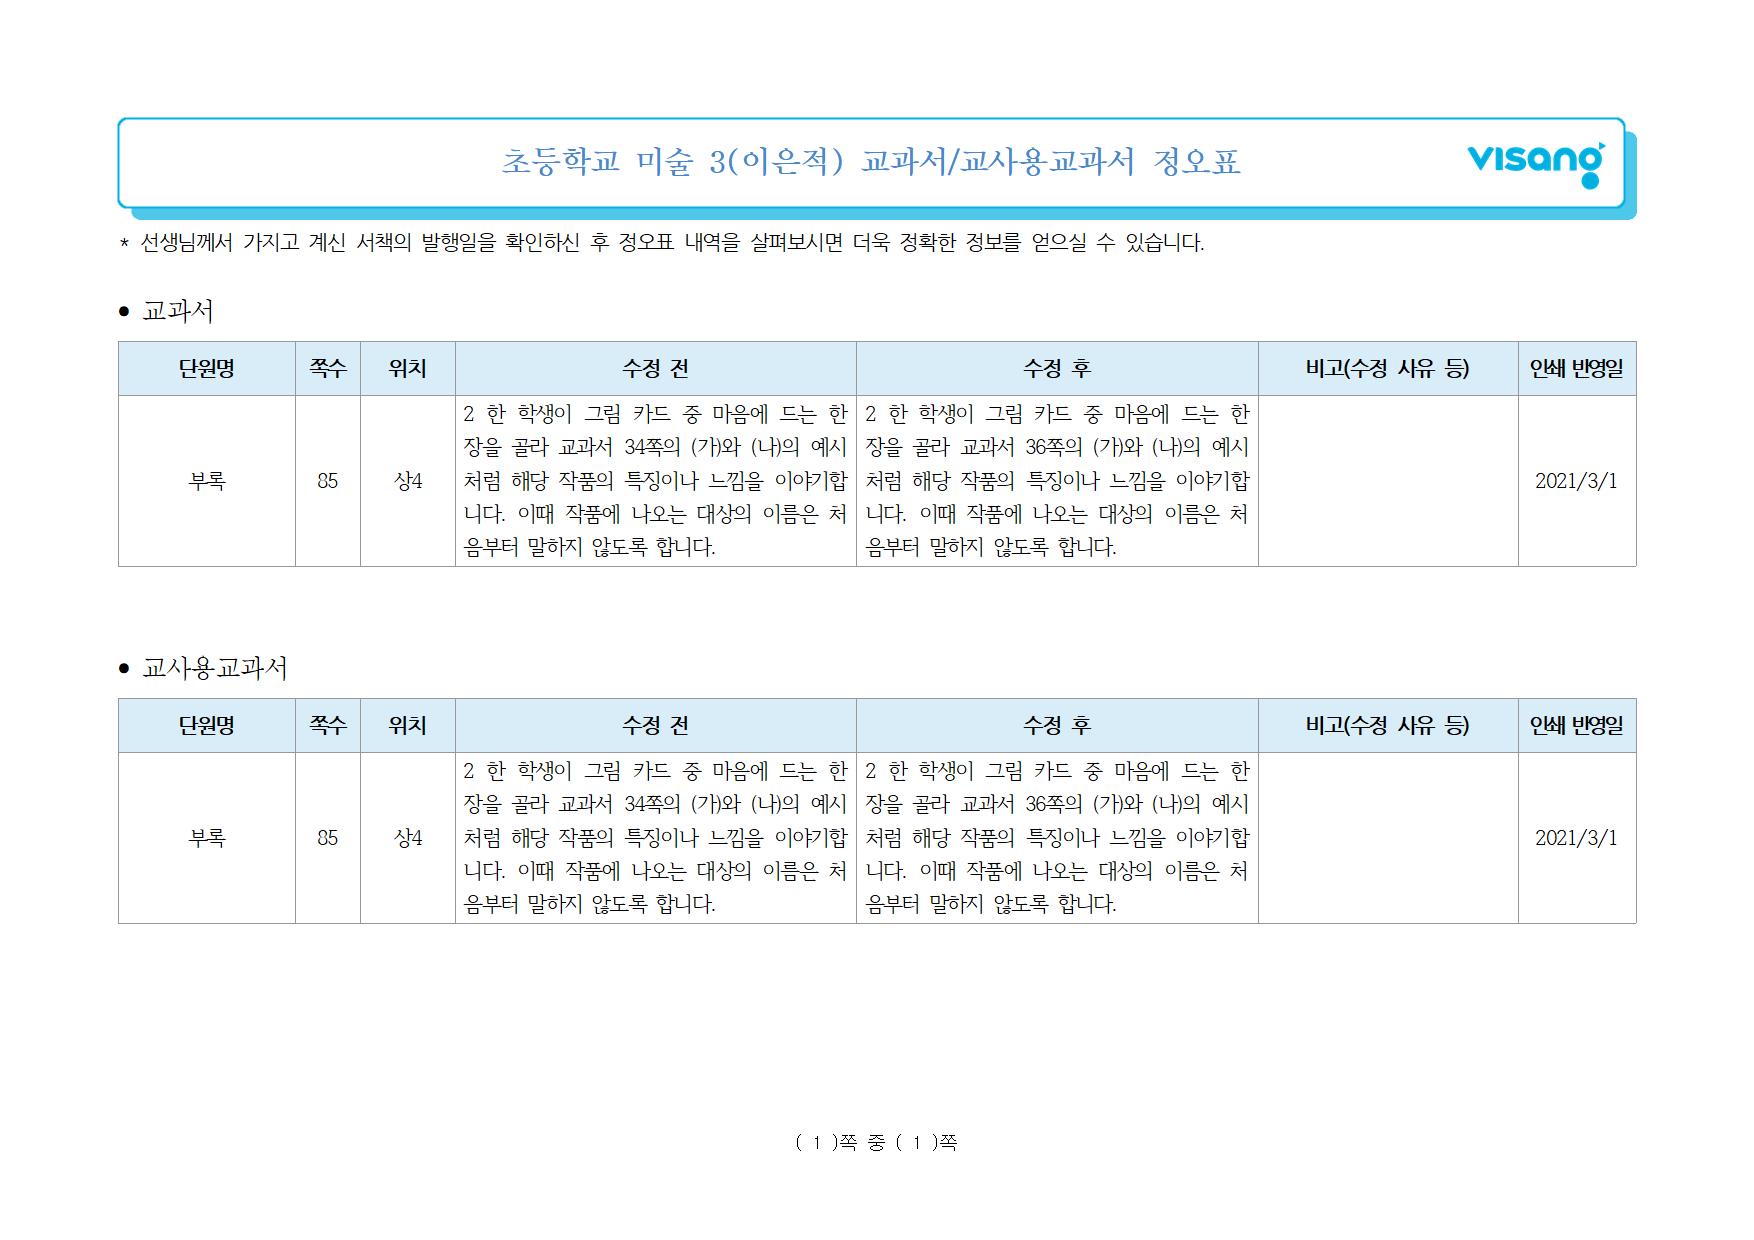 초등학교 미술 3(이은적) 교과서/교사용교과서 정오표
visang
* 선생님께서 가지고 계신 서책의 발행일을 확인하신 후 정오표 내역을 살펴보시면 더욱 정확한 정보를 얻으실 수 있습니다.
• 교과서
단원명 쪽수 위치 수정 전 수정 후 비고(수정 사유 등) 인쇄 반영일
부록 85 상4
2 한 학생이 그림 카드 중 마음에 드는 한
장을 골라 교과서 34쪽의 (가)와 (나)의 예시
처럼 해당 작품의 특징이나 느낌을 이야기합
니다. 이때 작품에 나오는 대상의 이름은 처
음부터 말하지 않도록 합니다.
2 한 학생이 그림 카드 중 마음에 드는 한
장을 골라 교과서 36쪽의 (가)와 (나)의 예시
처럼 해당 작품의 특징이나 느낌을 이야기합
니다. 이때 작품에 나오는 대상의 이름은 처
음부터 말하지 않도록 합니다.
2021/3/1
• 교사용교과서
단원명 쪽수 위치 수정 전 수정 후 비고(수정 사유 등) 인쇄 반영일
부록 85 상4
2 한 학생이 그림 카드 중 마음에 드는 한
장을 골라 교과서 34쪽의 (가)와 (나)의 예시
처럼 해당 작품의 특징이나 느낌을 이야기합
니다. 이때 작품에 나오는 대상의 이름은 처
음부터 말하지 않도록 합니다.
2 한 학생이 그림 카드 중 마음에 드는 한
장을 골라 교과서 36쪽의 (가)와 (나)의 예시
처럼 해당 작품의 특징이나 느낌을 이야기합
니다. 이때 작품에 나오는 대상의 이름은 처
음부터 말하지 않도록 합니다.
2021/3/1
( 1 )쪽 중 ( 1 )쪽